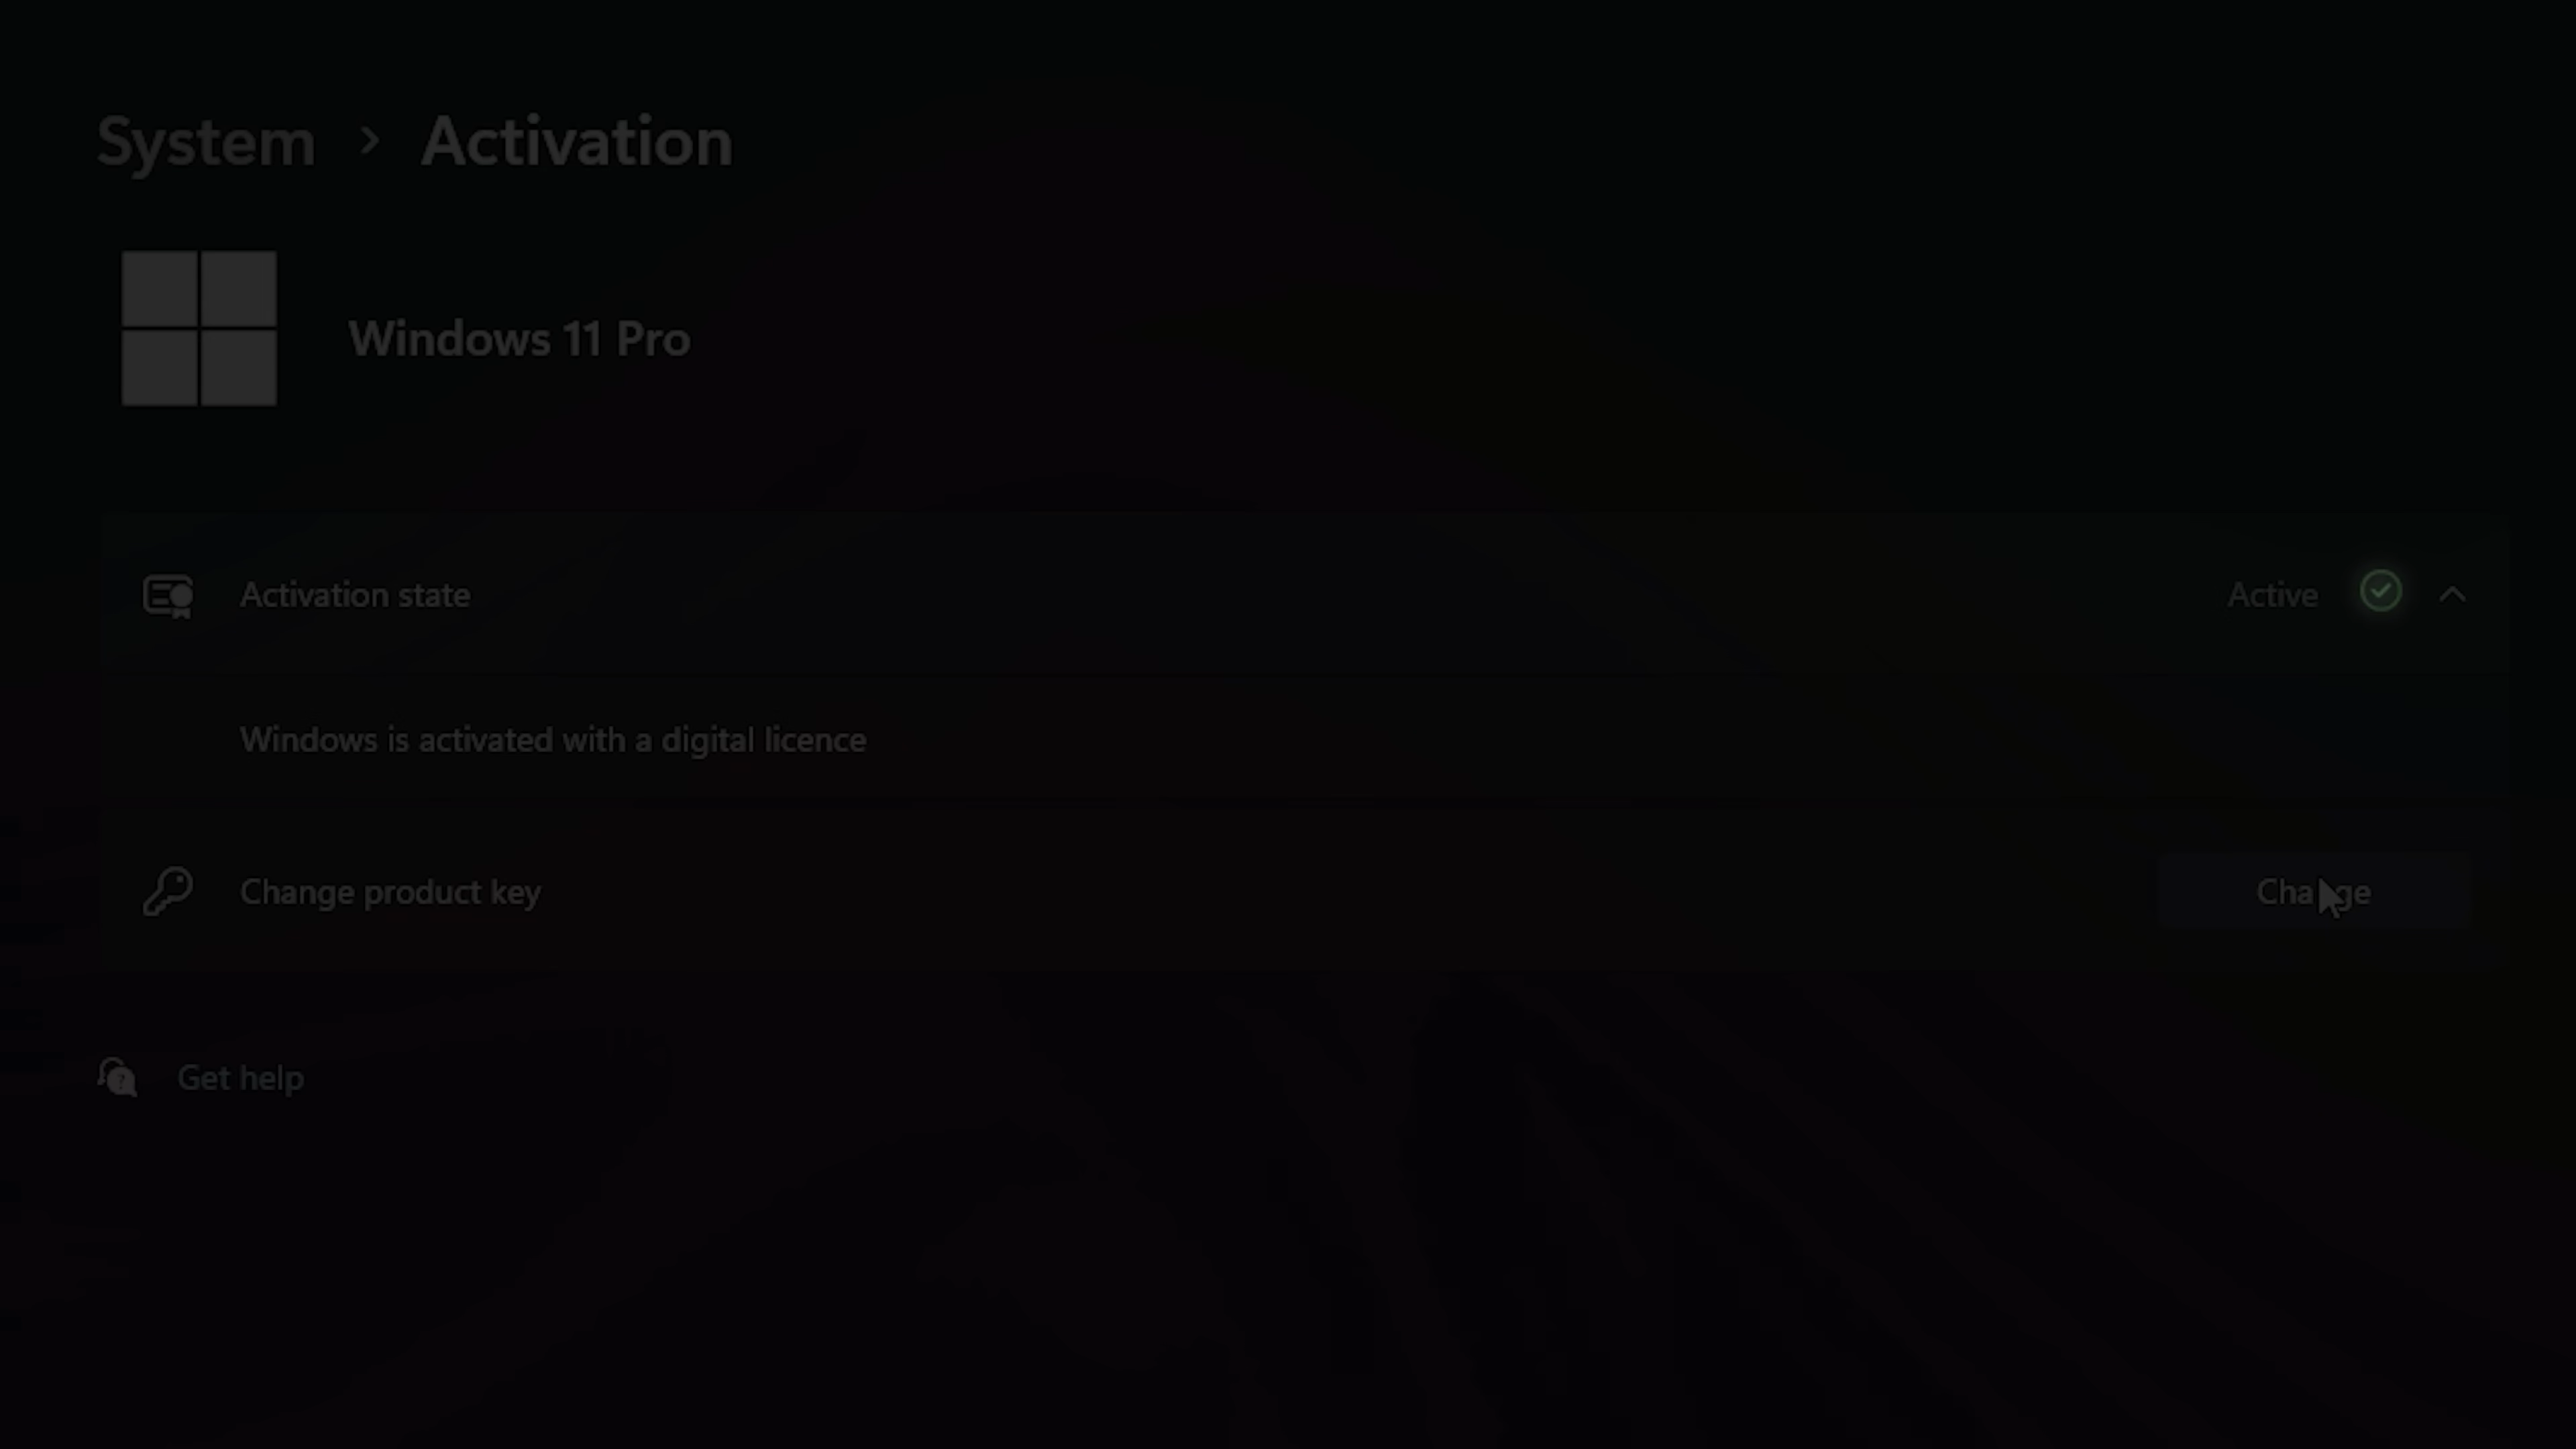 System > Activation
Windows 11 Pro
Activation state Active
Windows is activated with a digital licence
Change product key Change
Get help